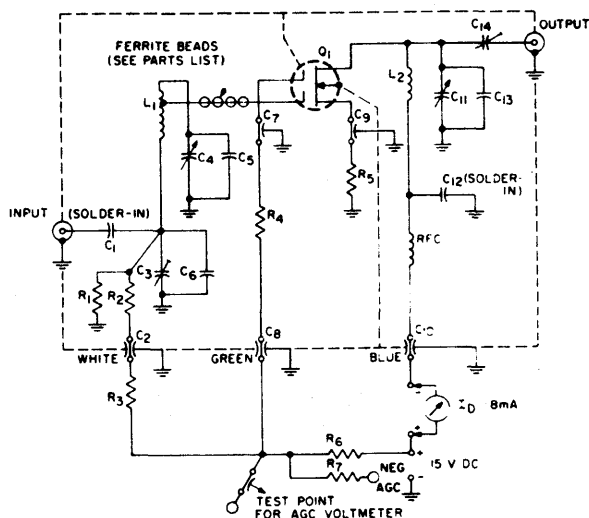 C14
OUTPUT
FERRITE BEADS
(SEE PARTS LIST)
Q1
L1
L2
C7
C9
C11
C13
C4
C5
R5
C12 (SOLDER-IN)
R4
INPUT
(SOLDER-IN)
C1
RFC
C3
C6
R1
R2
C2
C8
C10
WHITE
GREEN
BLUE
R3
-
ID 8mA
+
R6
+
R7
NEG
AGC
15 V DC
-
TEST POINT
FOR AGC VOLTMETER